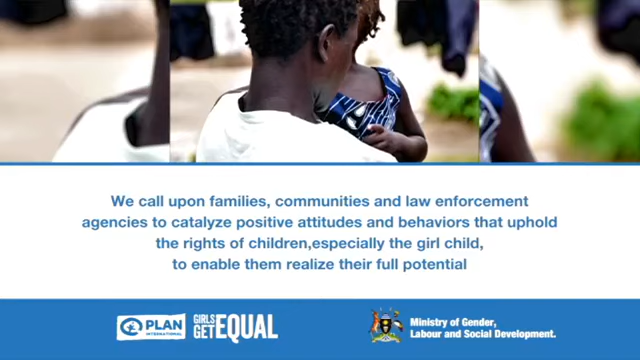 We call upon families, communities and law enforcement
agencies to catalyze positive attitudes and behaviors that uphold
the rights of children,especially the girl child,
to enable them realize their full potential
PLAN
INTERNATIONAL
GIRLS
GET EQUAL
Ministry of Gender,
Labour and Social Development.